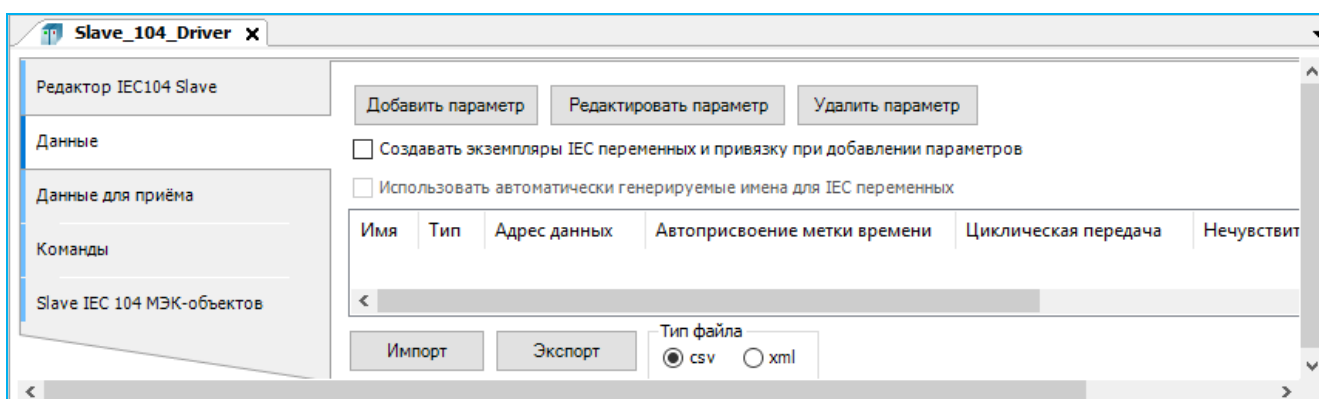 Slave_104_Driver X
Редактор IEC104 Slave
Данные
Данные для приёма
Команды
Slave IEC 104 МЭК-объектов
Добавить параметр Редактировать параметр Удалить параметр
Создавать экземпляры IEC переменных и привязку при добавлении параметров
Использовать автоматически генерируемые имена для IEC переменных
Имя Тип Адрес данных Автоприсвоение метки времени Циклическая передача Нечувствит
Импорт Экспорт
Тип файла
csv xml